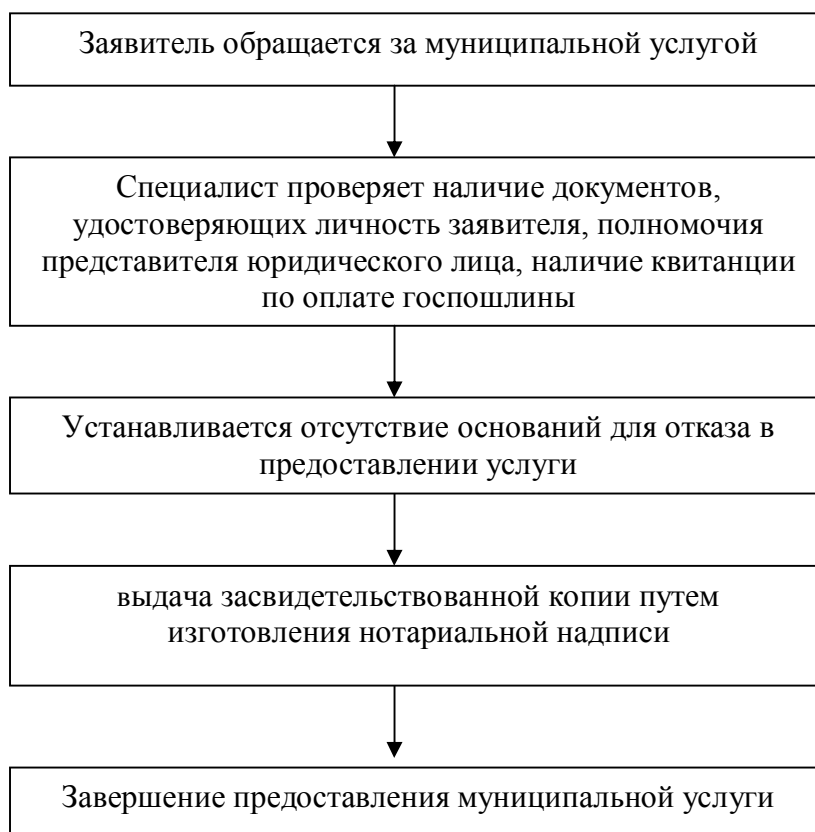 Заявитель обращается за муниципальной услугой
Специалист проверяет наличие документов,
удостоверяющих личность заявителя, полномочия
представителя юридического лица, наличие квитанции
по оплате госпошлины
Устанавливается отсутствие оснований для отказа в
предоставлении услуги
выдача засвидетельствованной копии путем
изготовления нотариальной надписи
Завершение предоставления муниципальной услуги